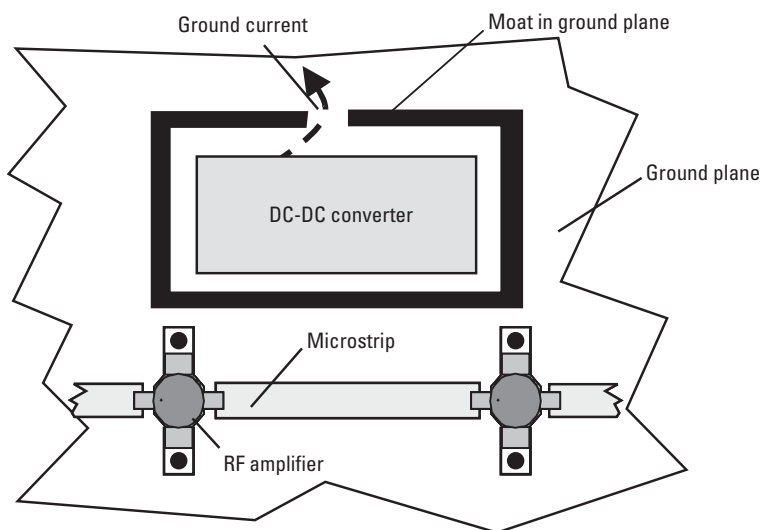 Ground current
Moat in ground plane
Ground plane
DC-DC converter
Microstrip
RF amplifier